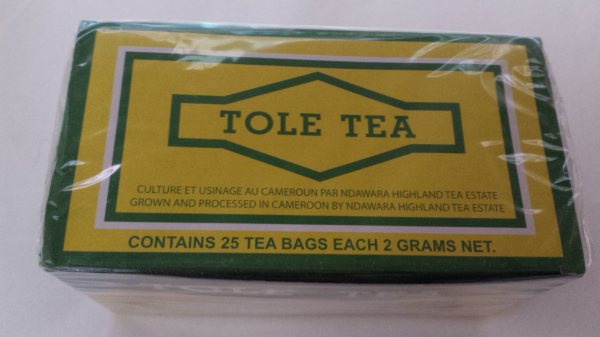 TOLE TEA
CULTURE ET USINAGE AU CAMEROUN PAR NDAWARA HIGHLAND TEA ESTATE
GROWN AND PROCESSED IN CAMEROON BY NDAWARA HIGHLAND TEA ESTATE
CONTAINS 25 TEA BAGS EACH 2 GRAMS NET.